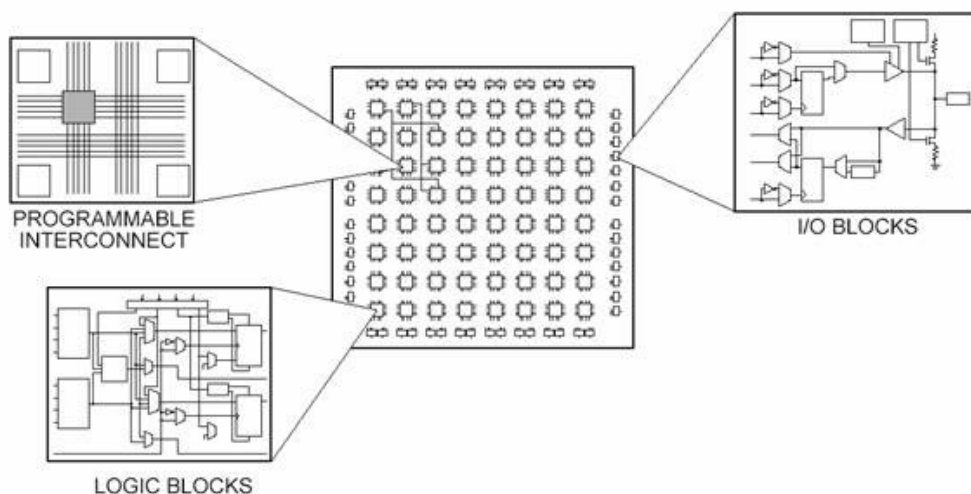 PROGRAMMABLE
INTERCONNECT
I/O BLOCKS
LOGIC BLOCKS